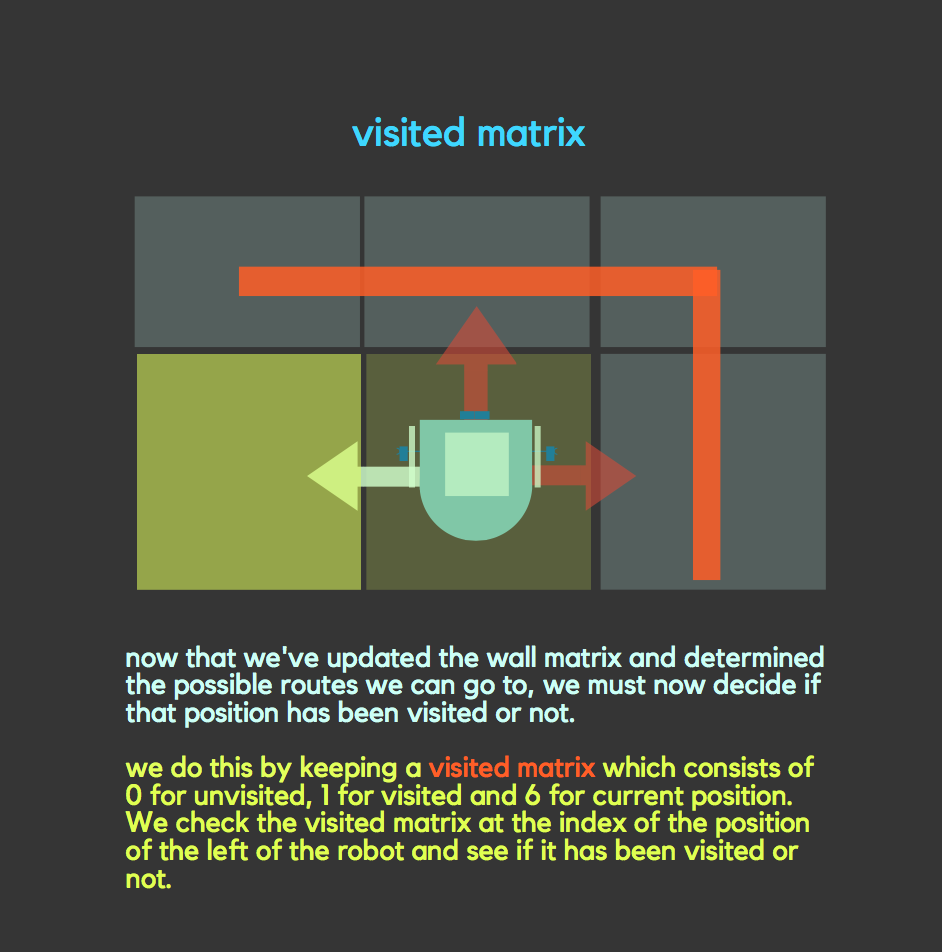 visited matrix
now that we've updated the wall matrix and determined
the possible routes we can go to, we must now decide if
that position has been visited or not.
we do this by keeping a visited matrix which consists of
0 for unvisited, 1 for visited and 6 for current position.
We check the visited matrix at the index of the position
of the left of the robot and see if it has been visited or
not.